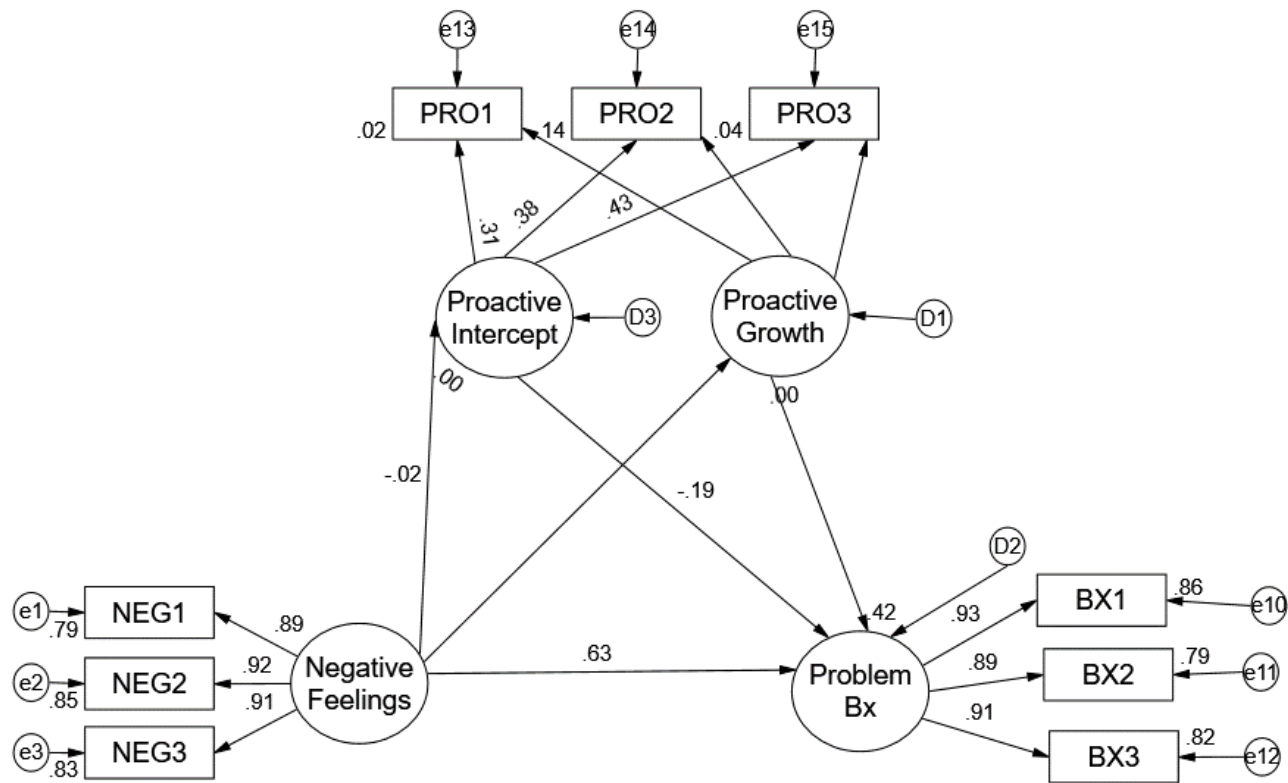 e13
e14
e15
PRO1
PRO2
PRO3
.02
.14
.04
.31
.38
.43
Proactive
Intercept
D3
Proactive
Growth
D1
.00
.00
-.02
-.19
D2
e1
NEG1
.79
.89
e2
NEG2
.85
.92
e3
NEG3
.83
.91
Negative
Feelings
.63
.42
Problem
Bx
.93
BX1
.86
e10
.89
BX2
.79
e11
.91
BX3
.82
e12